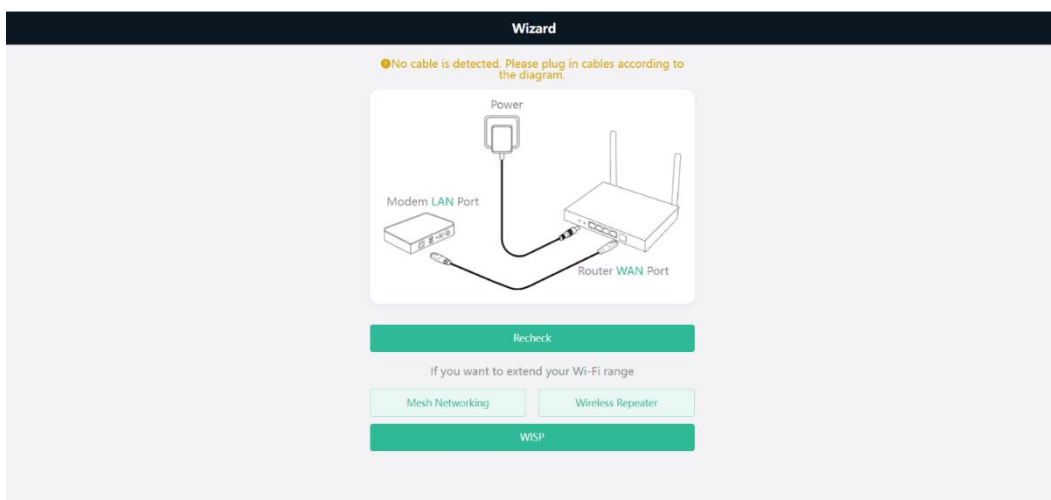 Wizard
No cable is detected. Please plug in cables according to
the diagram.
Power
Modem LAN Port
Router WAN Port
Recheck
If you want to extend your Wi-Fi range
Mesh Networking
Wireless Repeater
WISP